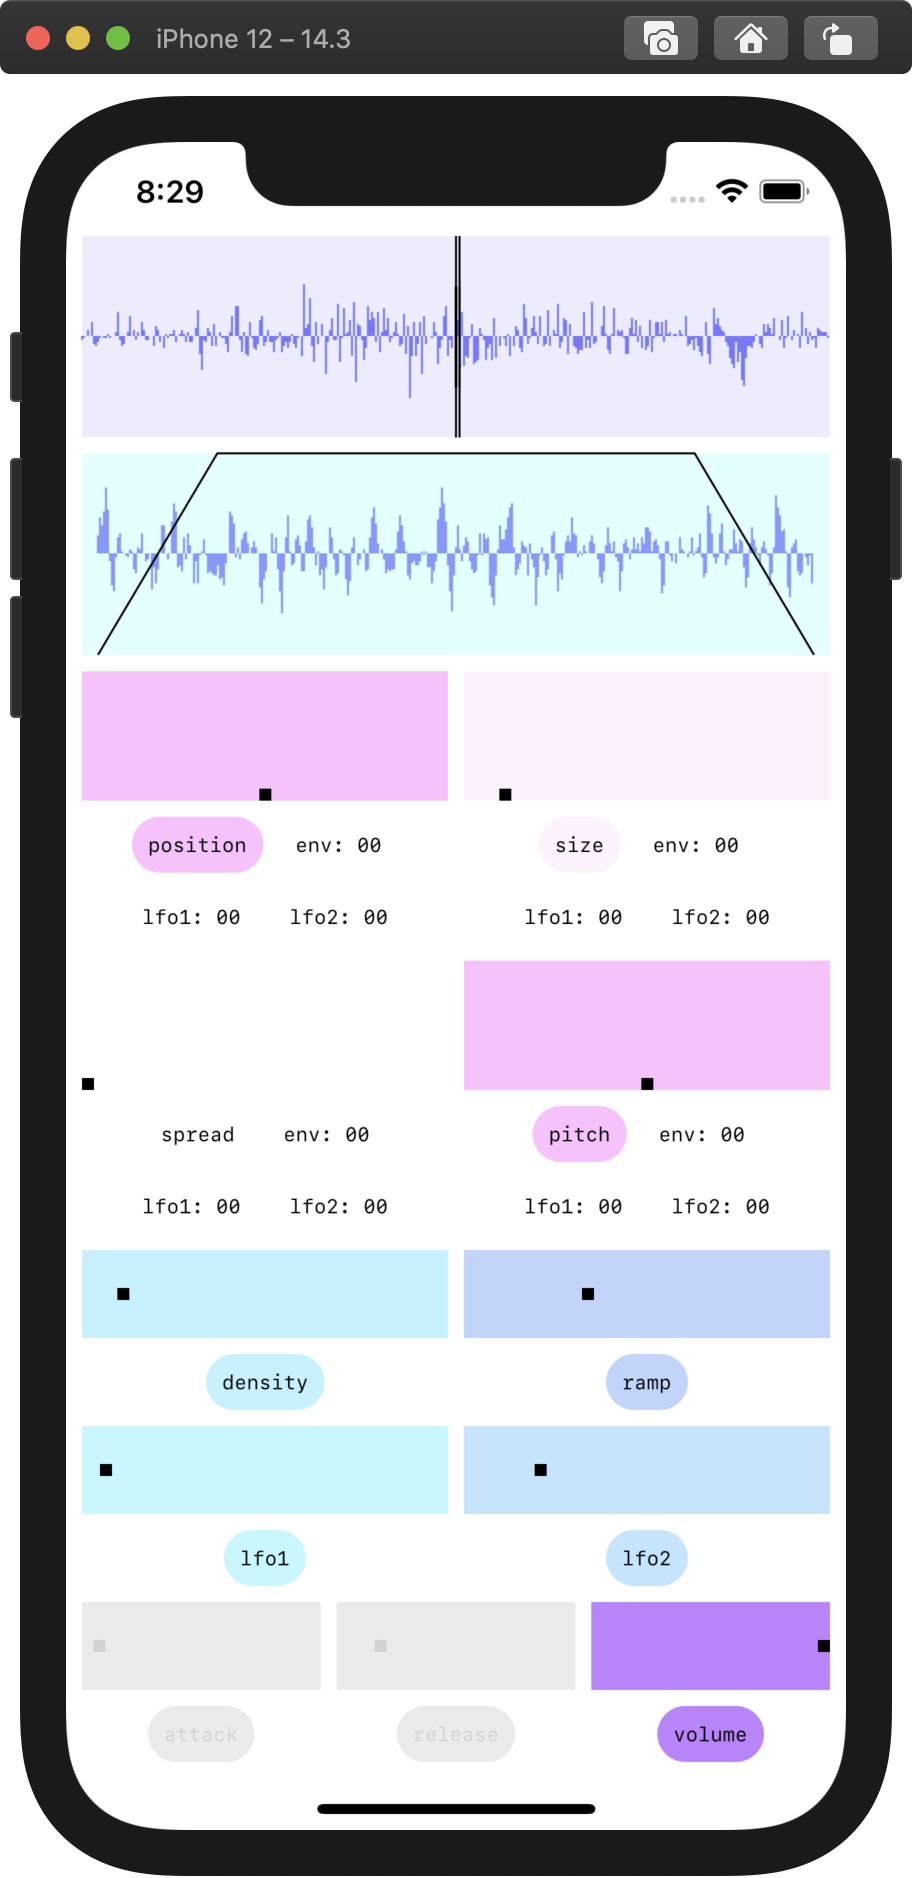 iPhone 12 – 14.3
8:29
position env: 00 size env: 00
lfo1: 00 lfo2: 00 lfo1: 00 lfo2: 00
spread env: 00 pitch env: 00
lfo1: 00 lfo2: 00 lfo1: 00 lfo2: 00
density ramp
lfo1 lfo2
attack release volume